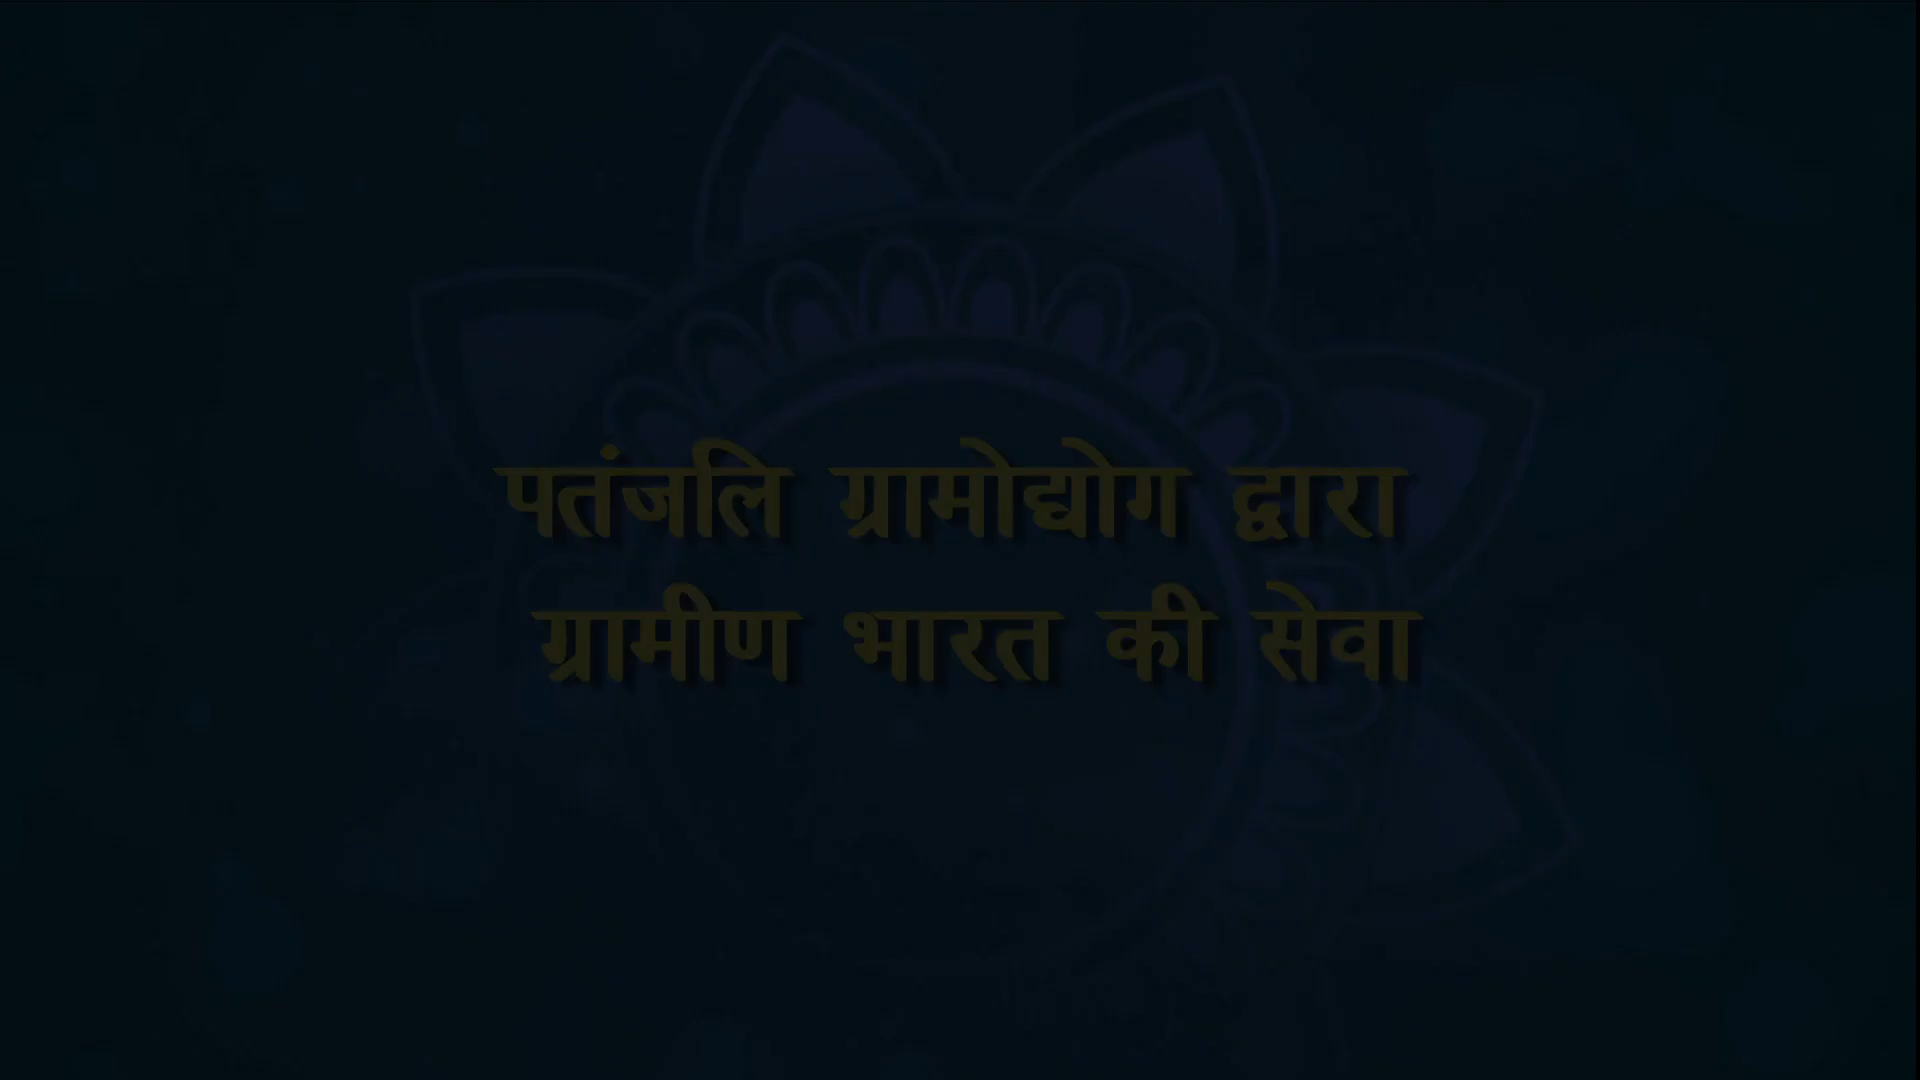 पतंजलि ग्रामोद्योग द्वारा
ग्रामीण भारत की सेवा